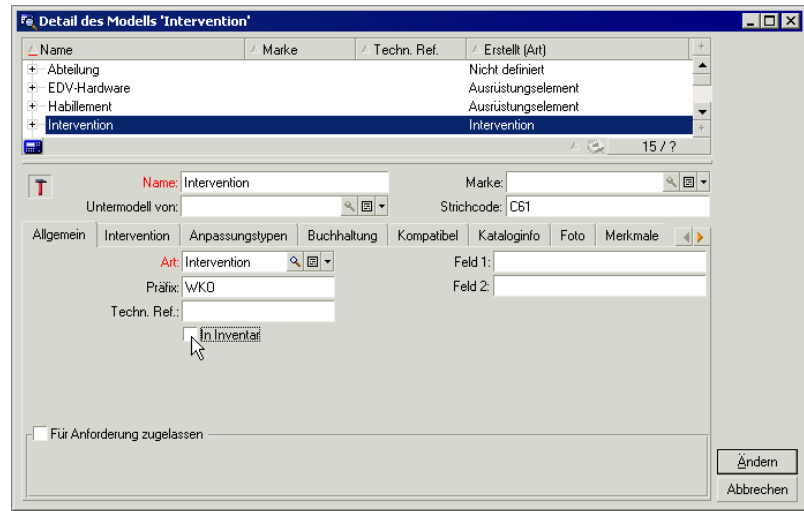 Detail des Modells 'Intervention'
Name Marke Techn. Ref. Erstellt (Art)
Abteilung Nicht definiert
EDV-Hardware Ausrüstungselement
Habillement Ausrüstungselement
Intervention Intervention
15 / ?
Name: Intervention Marke:
Untermodell von: Strichcode: C61
Allgemein Intervention Anpassungstypen Buchhaltung Kompatibel Kataloginfo Foto Merkmale
Art: Intervention Feld 1:
Präfix: WKO Feld 2:
Techn. Ref.:
In Inventar
Für Anforderung zugelassen
Ändern
Abbrechen